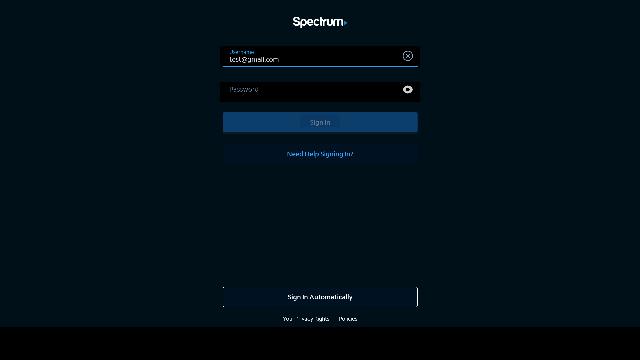 Spectrum
Username
test@gmail.com
Password
Sign In
Need Help Signing In?
Sign In Automatically
Your Privacy Rights Policies